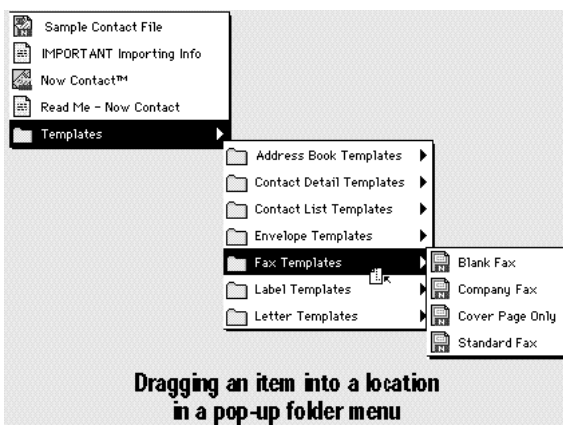 Sample Contact File
IMPORTANT Importing Info
Now Contact™
Read Me - Now Contact
Templates
Address Book Templates
Contact Detail Templates
Contact List Templates
Envelope Templates
Fax Templates
Label Templates
Letter Templates
Blank Fax
Company Fax
Cover Page Only
Standard Fax
Dragging an item into a location
in a pop-up folder menu